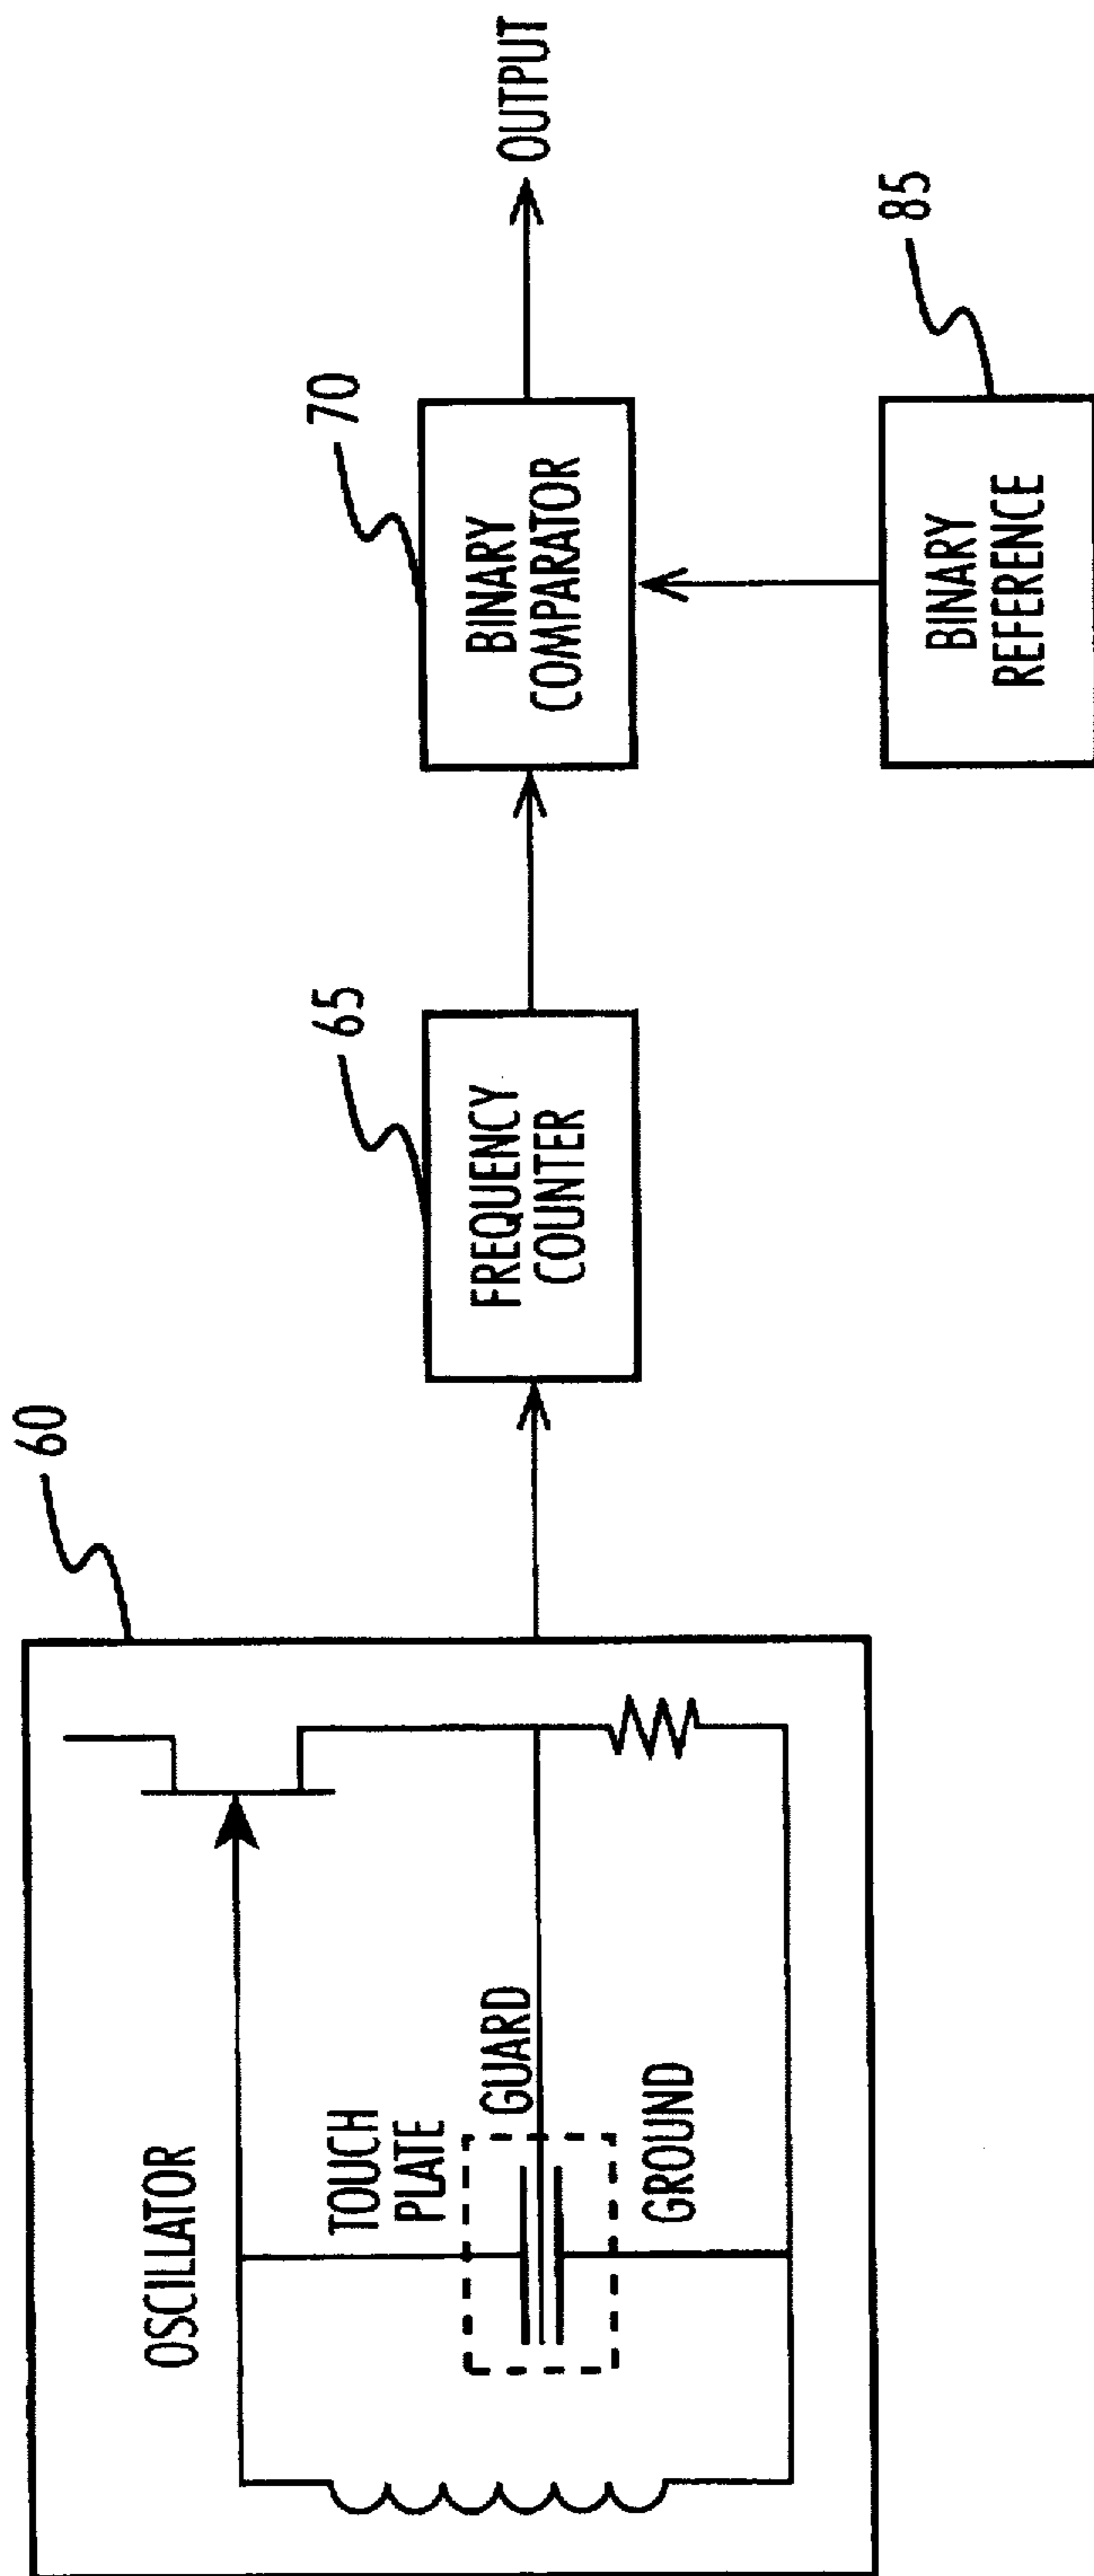 OSCILLATOR
TOUCH
PLATE
GUARD
GROUND
60
FREQUENCY
COUNTER
65
BINARY
COMPARATOR
70
OUTPUT
BINARY
REFERENCE
85